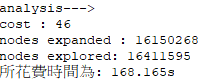 analysis--->
cost : 46
nodes expanded : 16150268
nodes explored: 16411595
所花費時間為: 168.165s